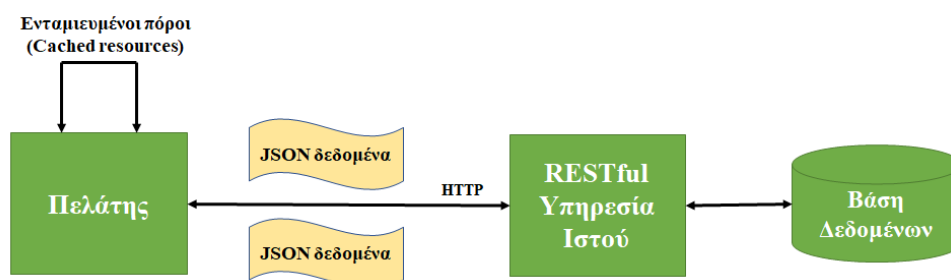 Ενταμιευμένοι πόροι
(Cached resources)
JSON δεδομένα
Πελάτης
HTTP
RESTful
Υπηρεσία
Ιστού
Βάση
Δεδομένων
JSON δεδομένα